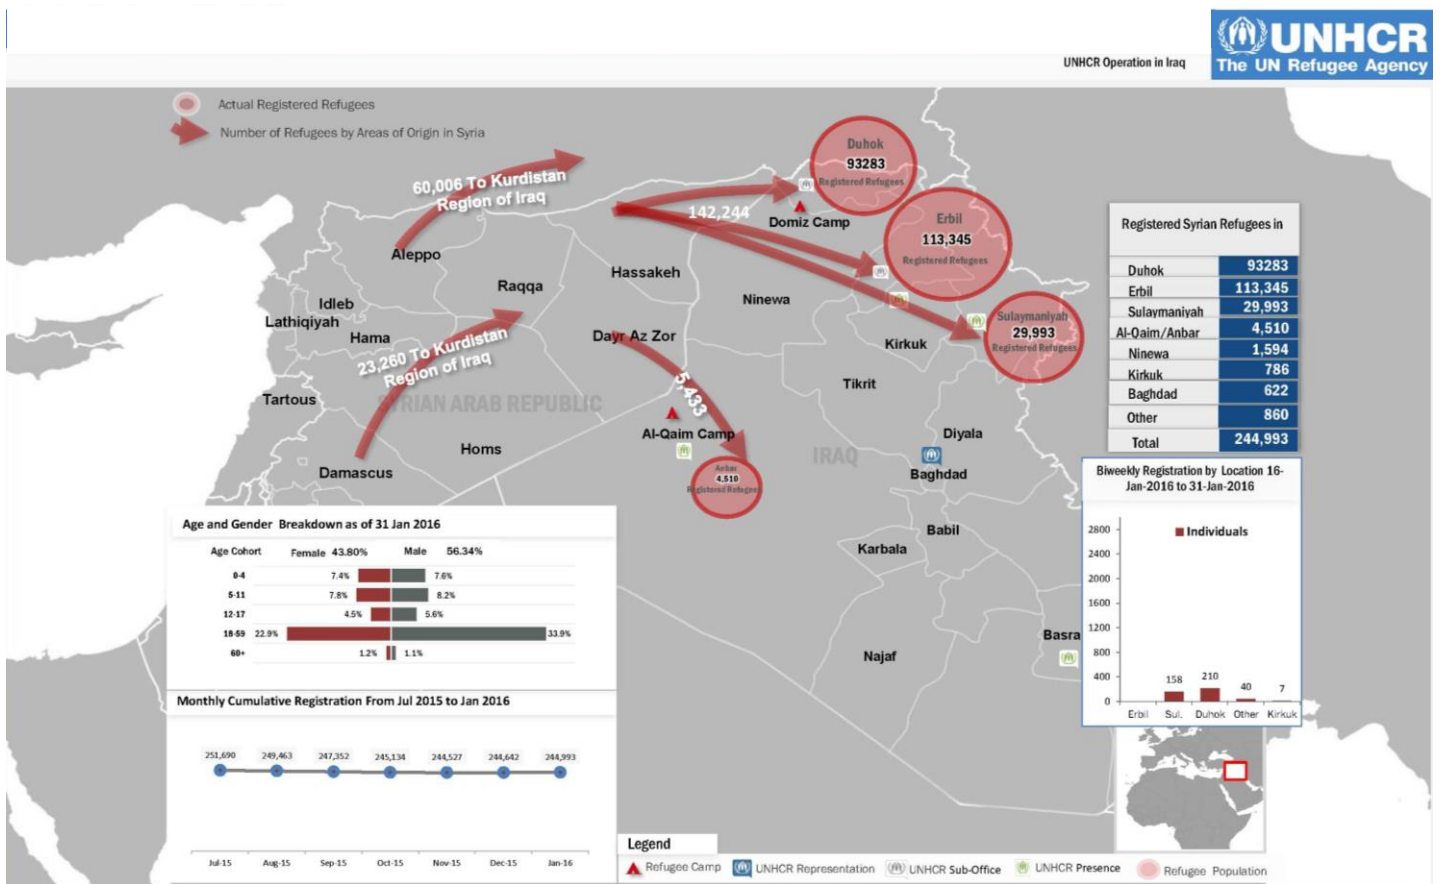 UNHCR
The UN Refugee Agency
UNHCR Operation in Iraq
Actual Registered Refugees
Number of Refugees by Areas of Origin in Syria
60,006 To Kurdistan
Region of Iraq
Aleppo
Idleb
Lathiqiyah
Hama
Raqqa
Hassakeh
Dayr Az Zor
23,260 To Kurdistan
Region of Iraq
Tartous
SYRIAN ARAB REPUBLIC
Homs
Damascus
142,244
Duhok
93283
Registered Refugees
Domiz Camp
Erbil
113,345
Registered Refugees
Ninewa
Sulaymaniyah
29,993
Registered Refugees
Kirkuk
Tikrit
5,433
Al-Qaim Camp
Anbar
4,510
Registered Refugees
IRAQ
Diyala
Baghdad
Babil
Karbala
Najaf
Basra
Registered Syrian Refugees in
Duhok 93283
Erbil 113,345
Sulaymaniyah 29,993
Al-Qaim/Anbar 4,510
Ninewa 1,594
Kirkuk 786
Baghdad 622
Other 860
Total 244,993
Biweekly Registration by Location 16-
Jan-2016 to 31-Jan-2016
Individuals
2800
2400
2000
1600
1200
800
400
0
158 210 40 7
Erbil Sul. Duhok Other Kirkuk
Age and Gender Breakdown as of 31 Jan 2016
Age Cohort Female 43.80% Male 56.34%
0-4 7.4% 7.6%
5-11 7.8% 8.2%
12-17 4.5% 5.6%
18-59 22.9% 33.9%
60+ 1.2% 1.1%
Monthly Cumulative Registration From Jul 2015 to Jan 2016
251,690 249,463 247,352 245,134 244,527 244,642 244,993
Jul-15 Aug-15 Sep-15 Oct-15 Nov-15 Dec-15 Jan-16
Legend
Refugee Camp UNHCR Representation UNHCR Sub-Office UNHCR Presence Refugee Population